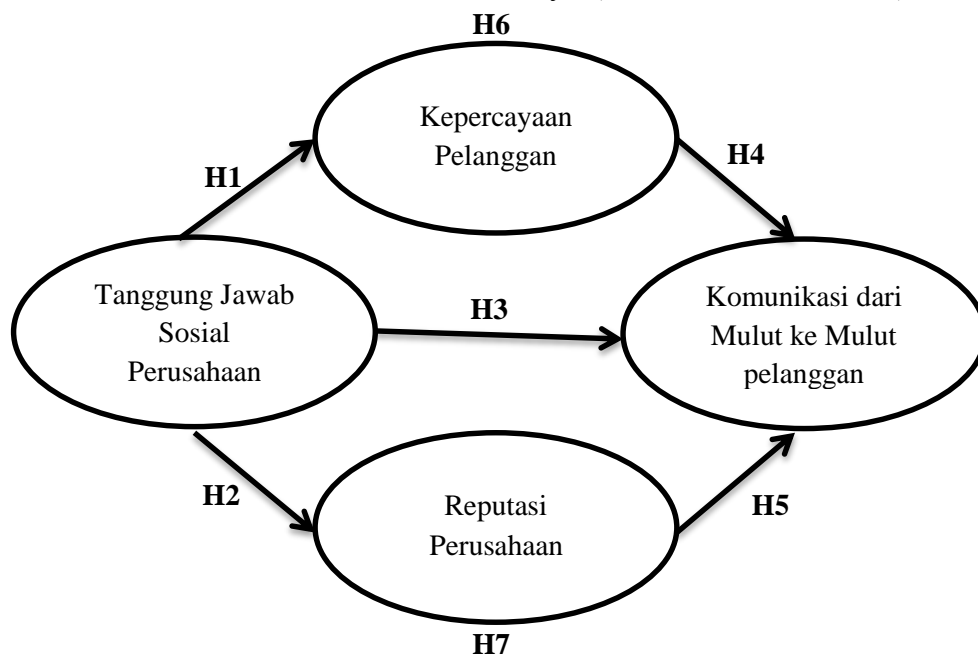 H6
Kepercayaan
Pelanggan
H1
H4
Tanggung Jawab
Sosial
Perusahaan
H3
Komunikasi dari
Mulut ke Mulut
pelanggan
H2
Reputasi
Perusahaan
H5
H7